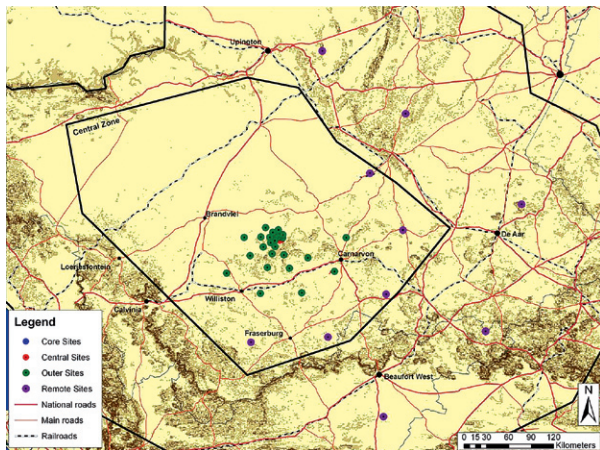 Upington
Central Zone
Brandvlei
De Aar
Loeriesfontein
Carnarvon
Calvinia
Williston
Fraserburg
Beaufort West
Legend
Core Sites
Central Sites
Outer Sites
Remote Sites
National roads
Main roads
Railroads
N
0 15 30 60 90 120
Kilometers